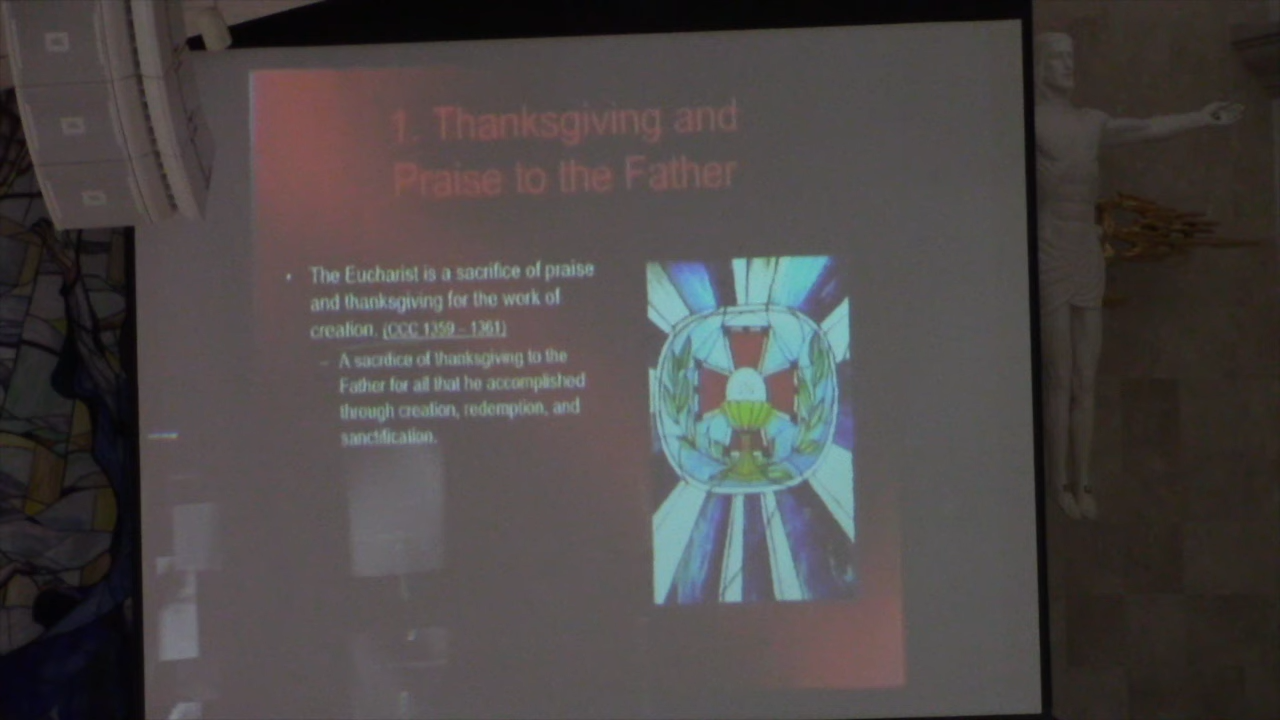 1. Thanksgiving and
Praise to the Father
• The Eucharist is a sacrifice of praise
and thanksgiving for the work of
creation. (CCC 1359 – 1361)
– A sacrifice of thanksgiving to the
Father for all that he accomplished
through creation, redemption, and
sanctification.